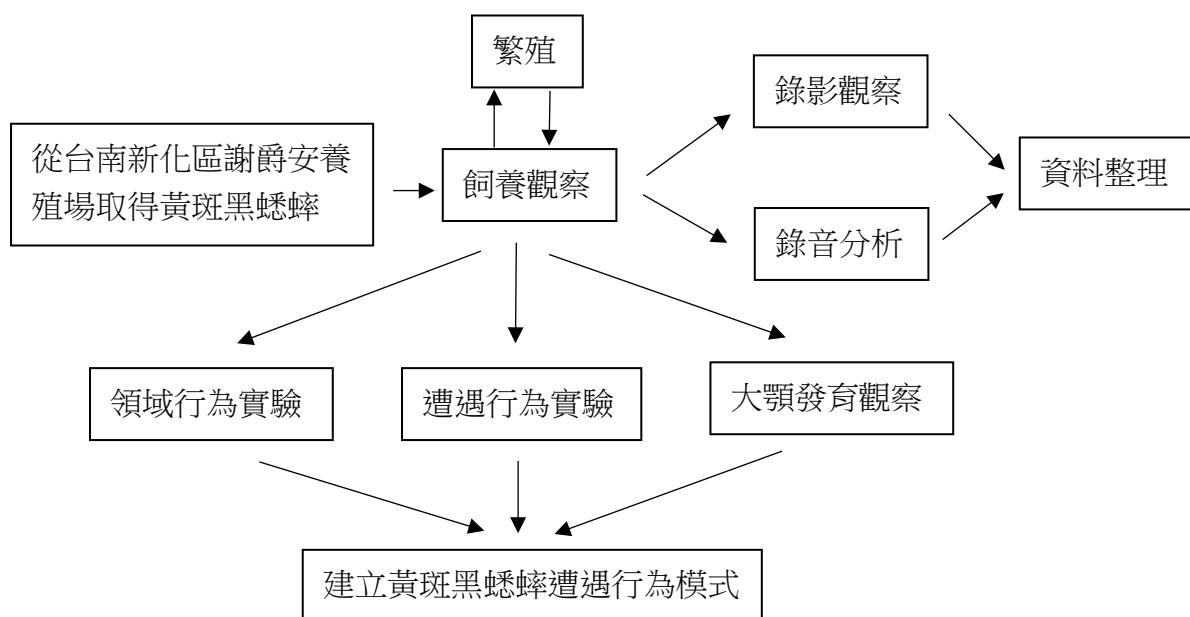 繁殖
錄影觀察
從台南新化區謝爵安養
殖場取得黃斑黑蟋蟀
飼養觀察
資料整理
錄音分析
領域行為實驗
遭遇行為實驗
大顎發育觀察
建立黃斑黑蟋蟀遭遇行為模式